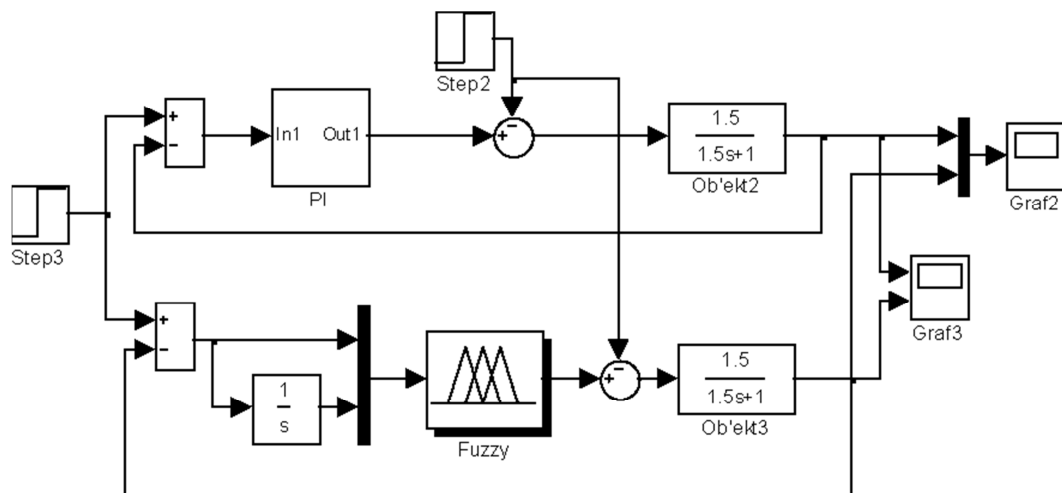 Step2
+
-
In1 Out1
PI
+ -
1.5
1.5s+1
Ob'ekt2
Graf2
Step3
Graf3
+
-
1
s
Fuzzy
+ -
1.5
1.5s+1
Ob'ekt3